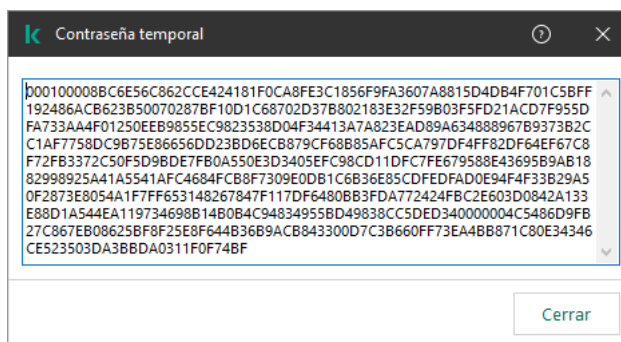 Contraseña temporal
000100008BC6E56C862CCE424181F0CA8FE3C1856F9FA3607A8815D4DB4F701C5BFF
192486ACB623B50070287BF10D1C68702D37B802183E32F59B03F5FD21ACD7F955D
FA733AA4F01250EEB9855EC9823538D04F34413A7A823EAD89A634888967B9373B2C
C1AF7758DC9B75E86656DD23BD6ECB879CF68B85AFC5CA797DF4FF82DF64EF67C8
F72FB3372C50F5D9BDE7FB0A550E3D3405EFC98CD11DFC7FE679588E43695B9AB18
82998925A41A5541AFC4684FCB8F7309E0DB1C6B36E85CDFEDFAD0E94F4F33B29A5
0F2873E8054A1F7FF653148267847F117DF6480BB3FDA772424FBC2E603D0842A133
E88D1A544EA119734698B14B0B4C94834955BD49838CC5DED340000004C5486D9FB
27C867EB08625BF8F25E8F644B36B9ACB843300D7C3B660FF73EA4BB871C80E34346
CE523503DA3BBDA0311F0F74BF
Cerrar